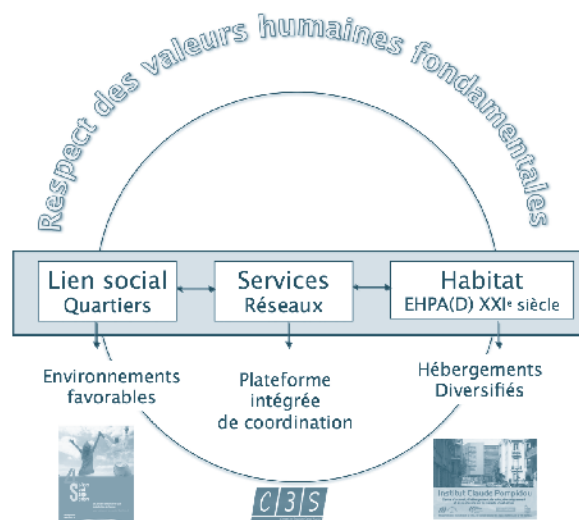 Respect des valeurs humaines fondamentales
Lien social
Quartiers
Services
Réseaux
Habitat
EHPA(D) XXIe siècle
Environnements
favorables
Plateforme
intégrée
de coordination
Hébergements
Diversifiés
C3S
Institut Claude Pompidou